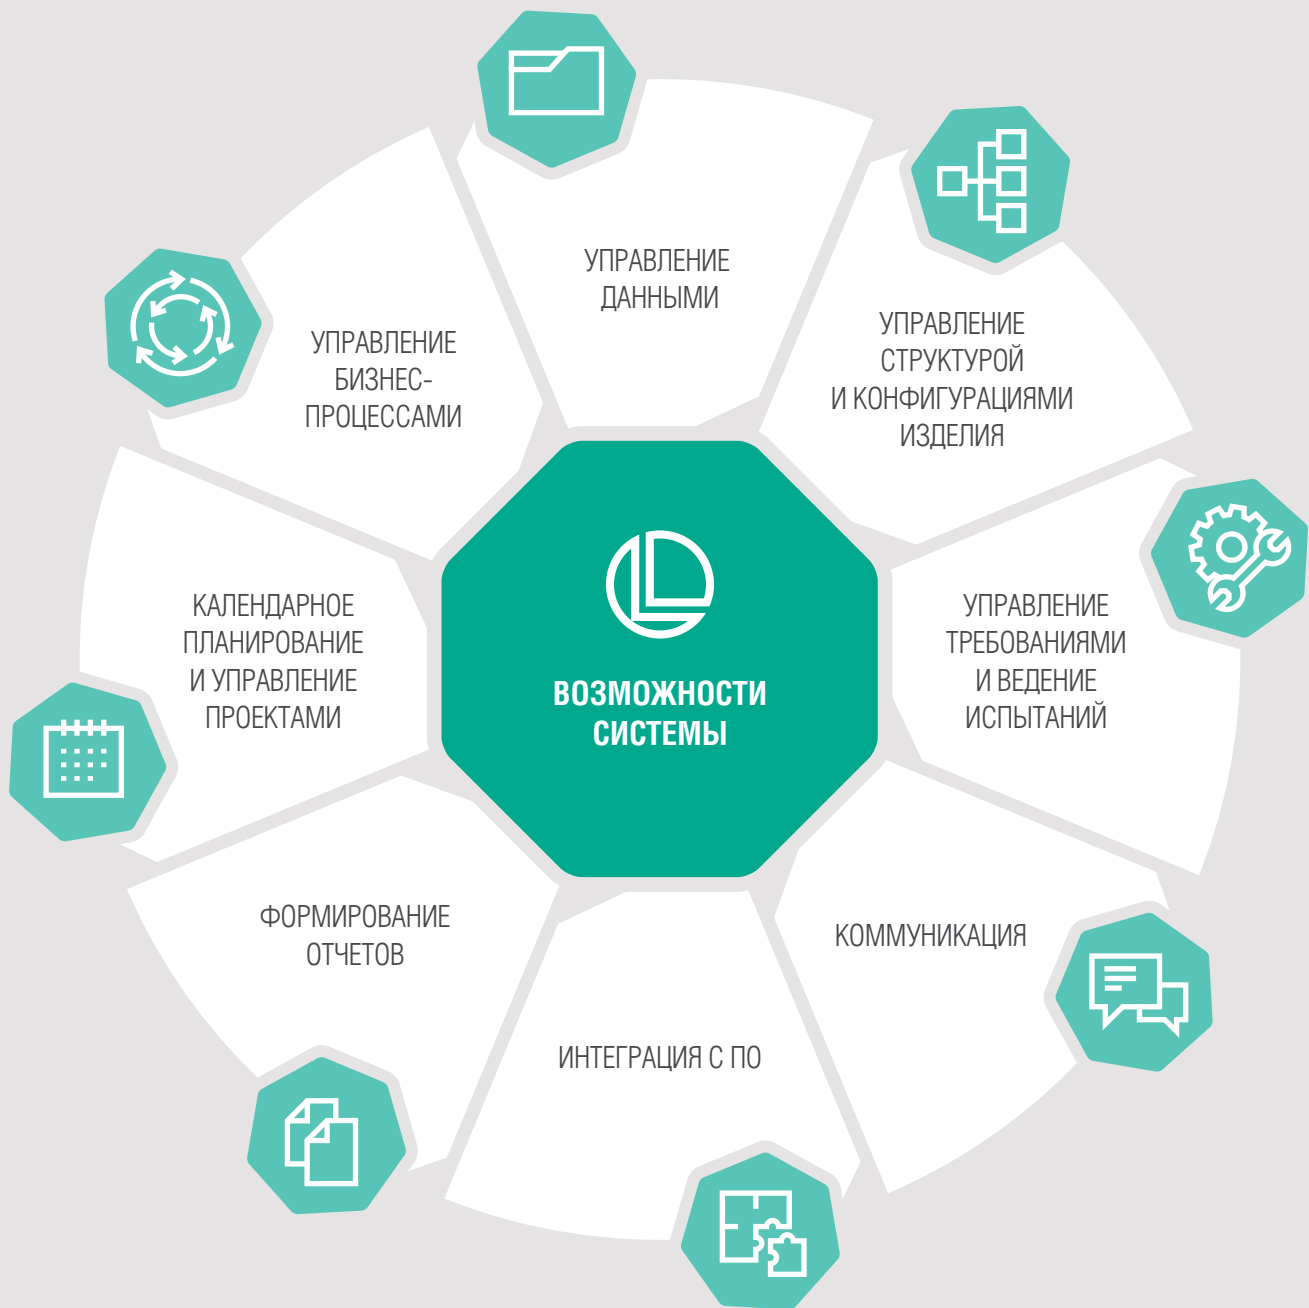 УПРАВЛЕНИЕ
ДАННЫМИ
УПРАВЛЕНИЕ
СТРУКТУРОЙ
И КОНФИГУРАЦИЯМИ
ИЗДЕЛИЯ
УПРАВЛЕНИЕ
ТРЕБОВАНИЯМИ
И ВЕДЕНИЕ
ИСПЫТАНИЙ
КОММУНИКАЦИЯ
ИНТЕГРАЦИЯ С ПО
ФОРМИРОВАНИЕ
ОТЧЕТОВ
КАЛЕНДАРНОЕ
ПЛАНИРОВАНИЕ
И УПРАВЛЕНИЕ
ПРОЕКТАМИ
УПРАВЛЕНИЕ
БИЗНЕС-
ПРОЦЕССАМИ
ВОЗМОЖНОСТИ
СИСТЕМЫ